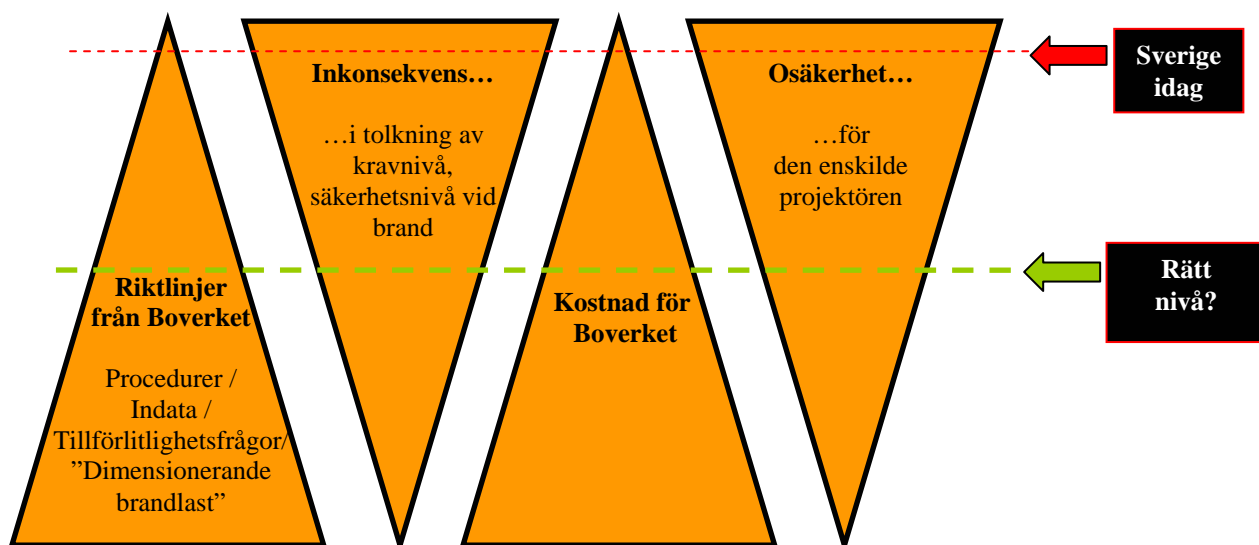 Inkonsekvens…
…i tolkning av
kravnivå,
säkerhetsnivå vid
brand
Osäkerhet…
…för
den enskilde
projektören
Sverige
idag
Riktlinjer
från Boverket
Procedurer /
Indata /
Tillförlitlighetsfrågor/
”Dimensionerande
brandlast”
Kostnad för
Boverket
Rätt
nivå?